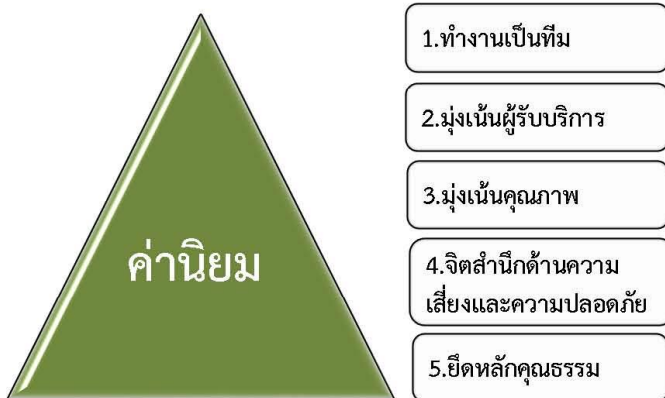 ค่านิยม
1.ทำงานเป็นทีม
2.มุ่งเน้นผู้รับบริการ
3.มุ่งเน้นคุณภาพ
4.จิตสำนึกด้านความ
เสี่ยงและความปลอดภัย
5.ยึดหลักคุณธรรม